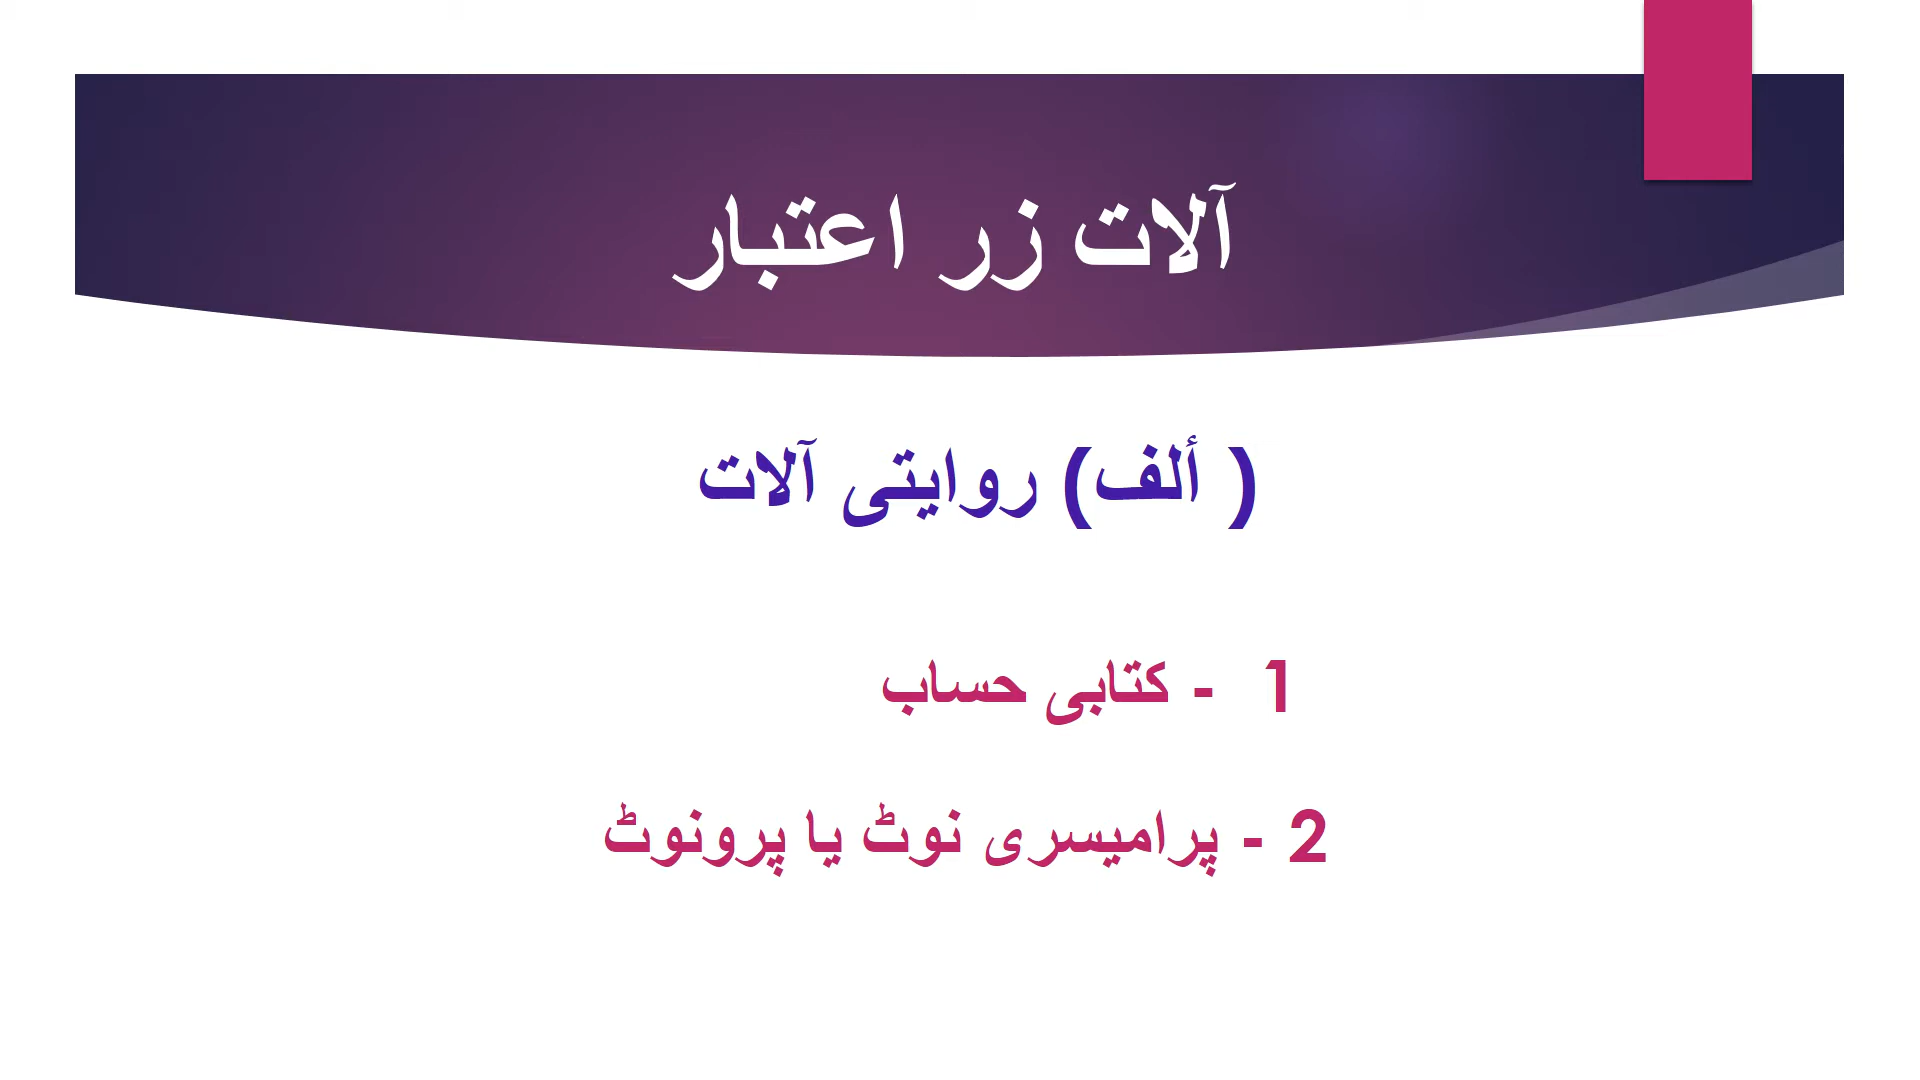 آلات زر اعتبار
( ألف) روایتی آلات
1 - کتابی حساب
2 - پرامیسری نوٹ یا پرونوٹ